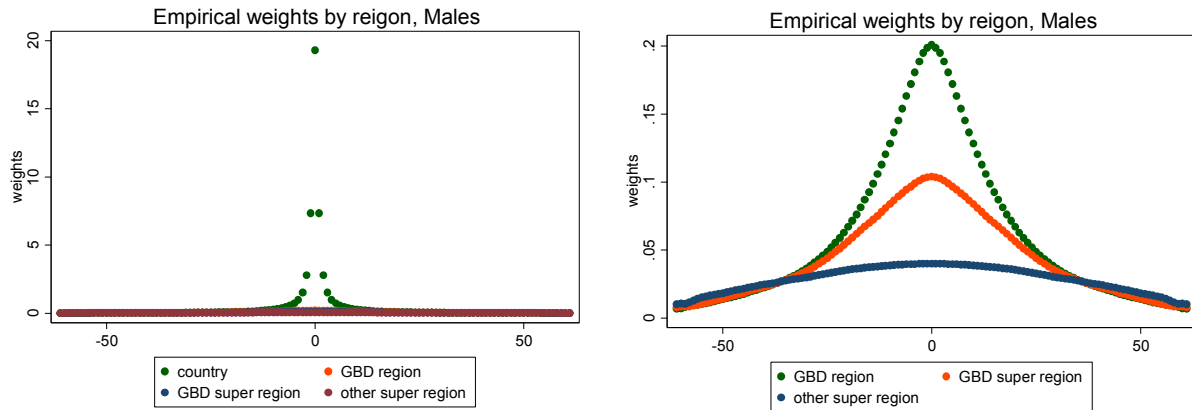 Empirical weights by reigon, Males
20
15
10
5
0
weights
-50 0 50
country GBD region
GBD super region other super region
Empirical weights by reigon, Males
.2
.15
.1
.05
0
weights
-50 0 50
GBD region GBD super region
other super region